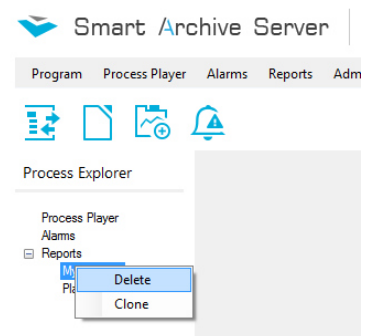 Smart Archive Server
Program Process Player Alarms Reports
Process Explorer
Process Player
Alarms
Reports
Delete
Clone